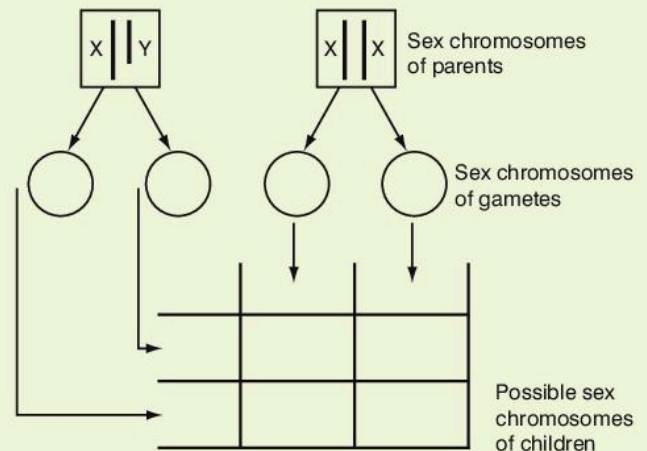 X Y
X X
Sex chromosomes
of parents
Sex chromosomes
of gametes
Possible sex
chromosomes
of children